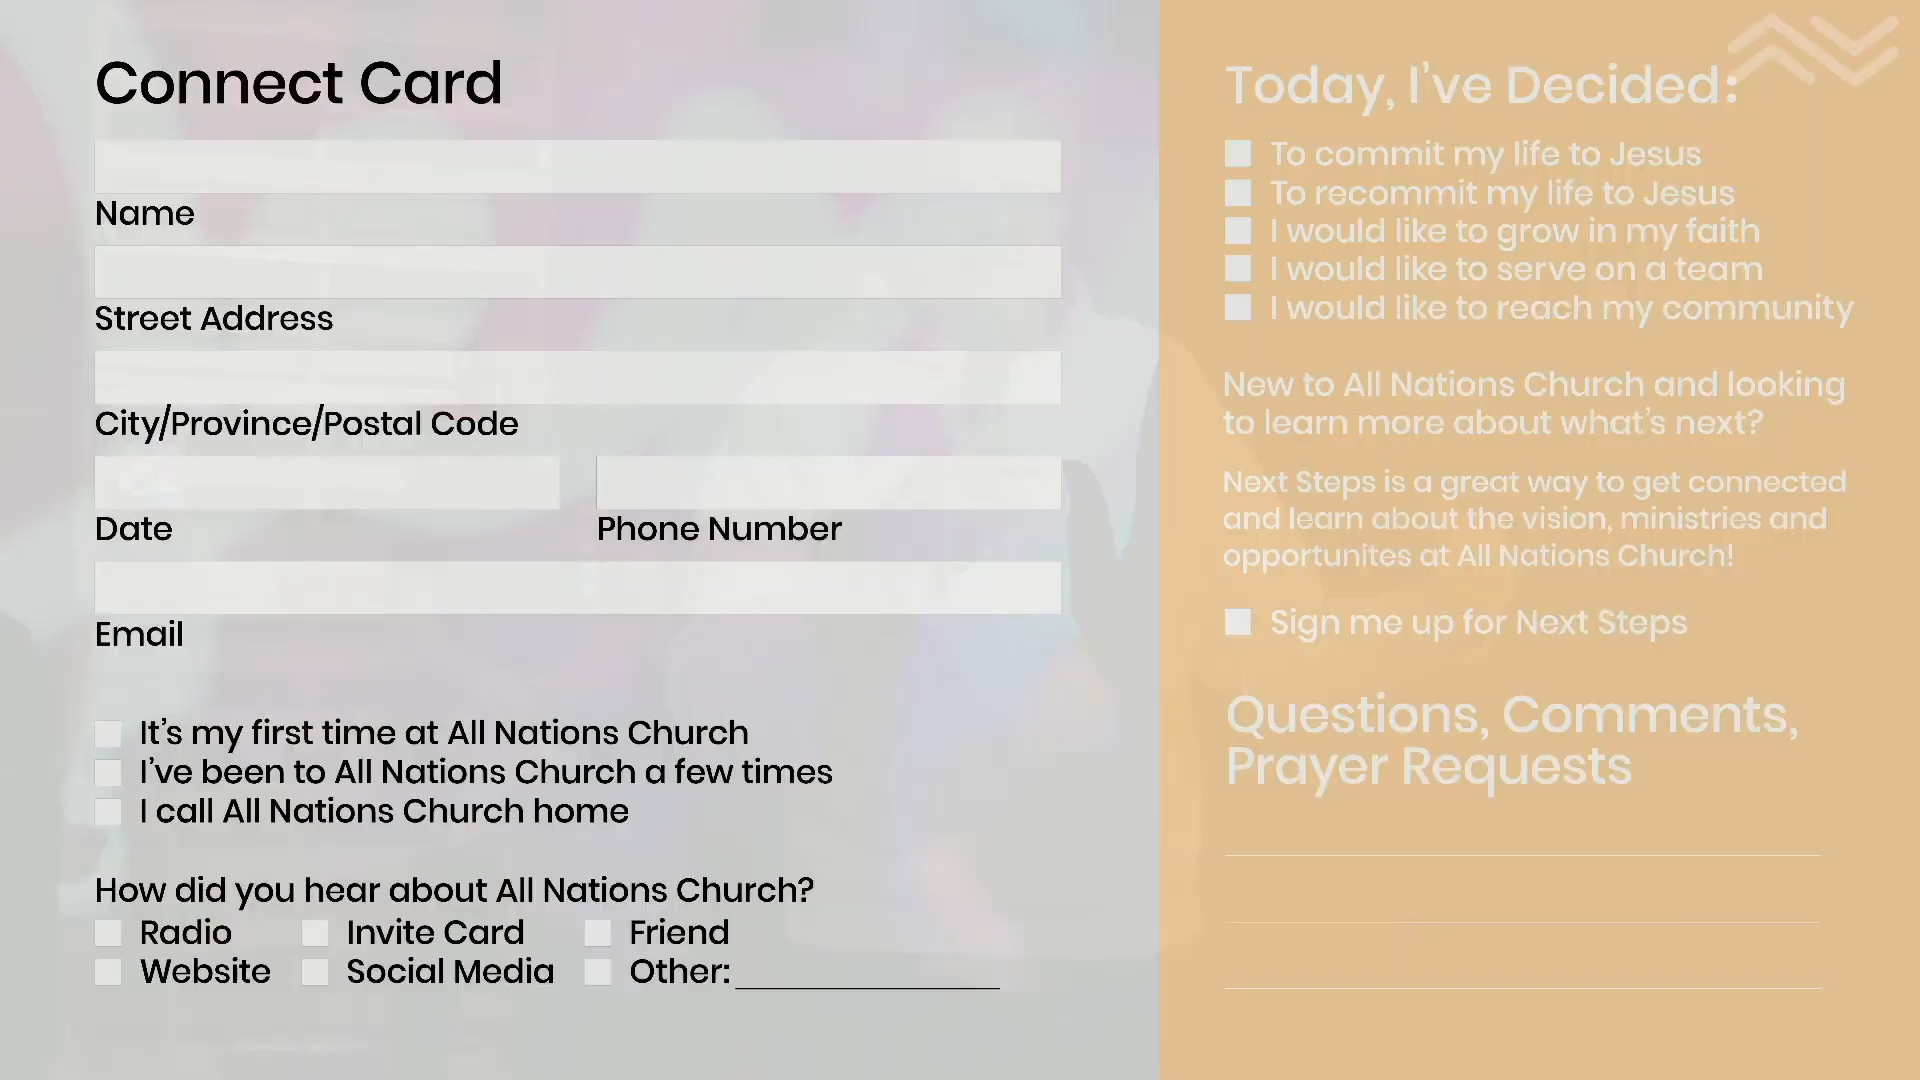 Connect Card
Name
Street Address
City/Province/Postal Code
Date
Phone Number
Email
It's my first time at All Nations Church
I've been to All Nations Church a few times
I call All Nations Church home
How did you hear about All Nations Church?
Radio Invite Card Friend
Website Social Media Other:
Today, I've Decided:
To commit my life to Jesus
To recommit my life to Jesus
I would like to grow in my faith
I would like to serve on a team
I would like to reach my community
New to All Nations Church and looking
to learn more about what's next?
Next Steps is a great way to get connected
and learn about the vision, ministries and
opportunites at All Nations Church!
Sign me up for Next Steps
Questions, Comments,
Prayer Requests